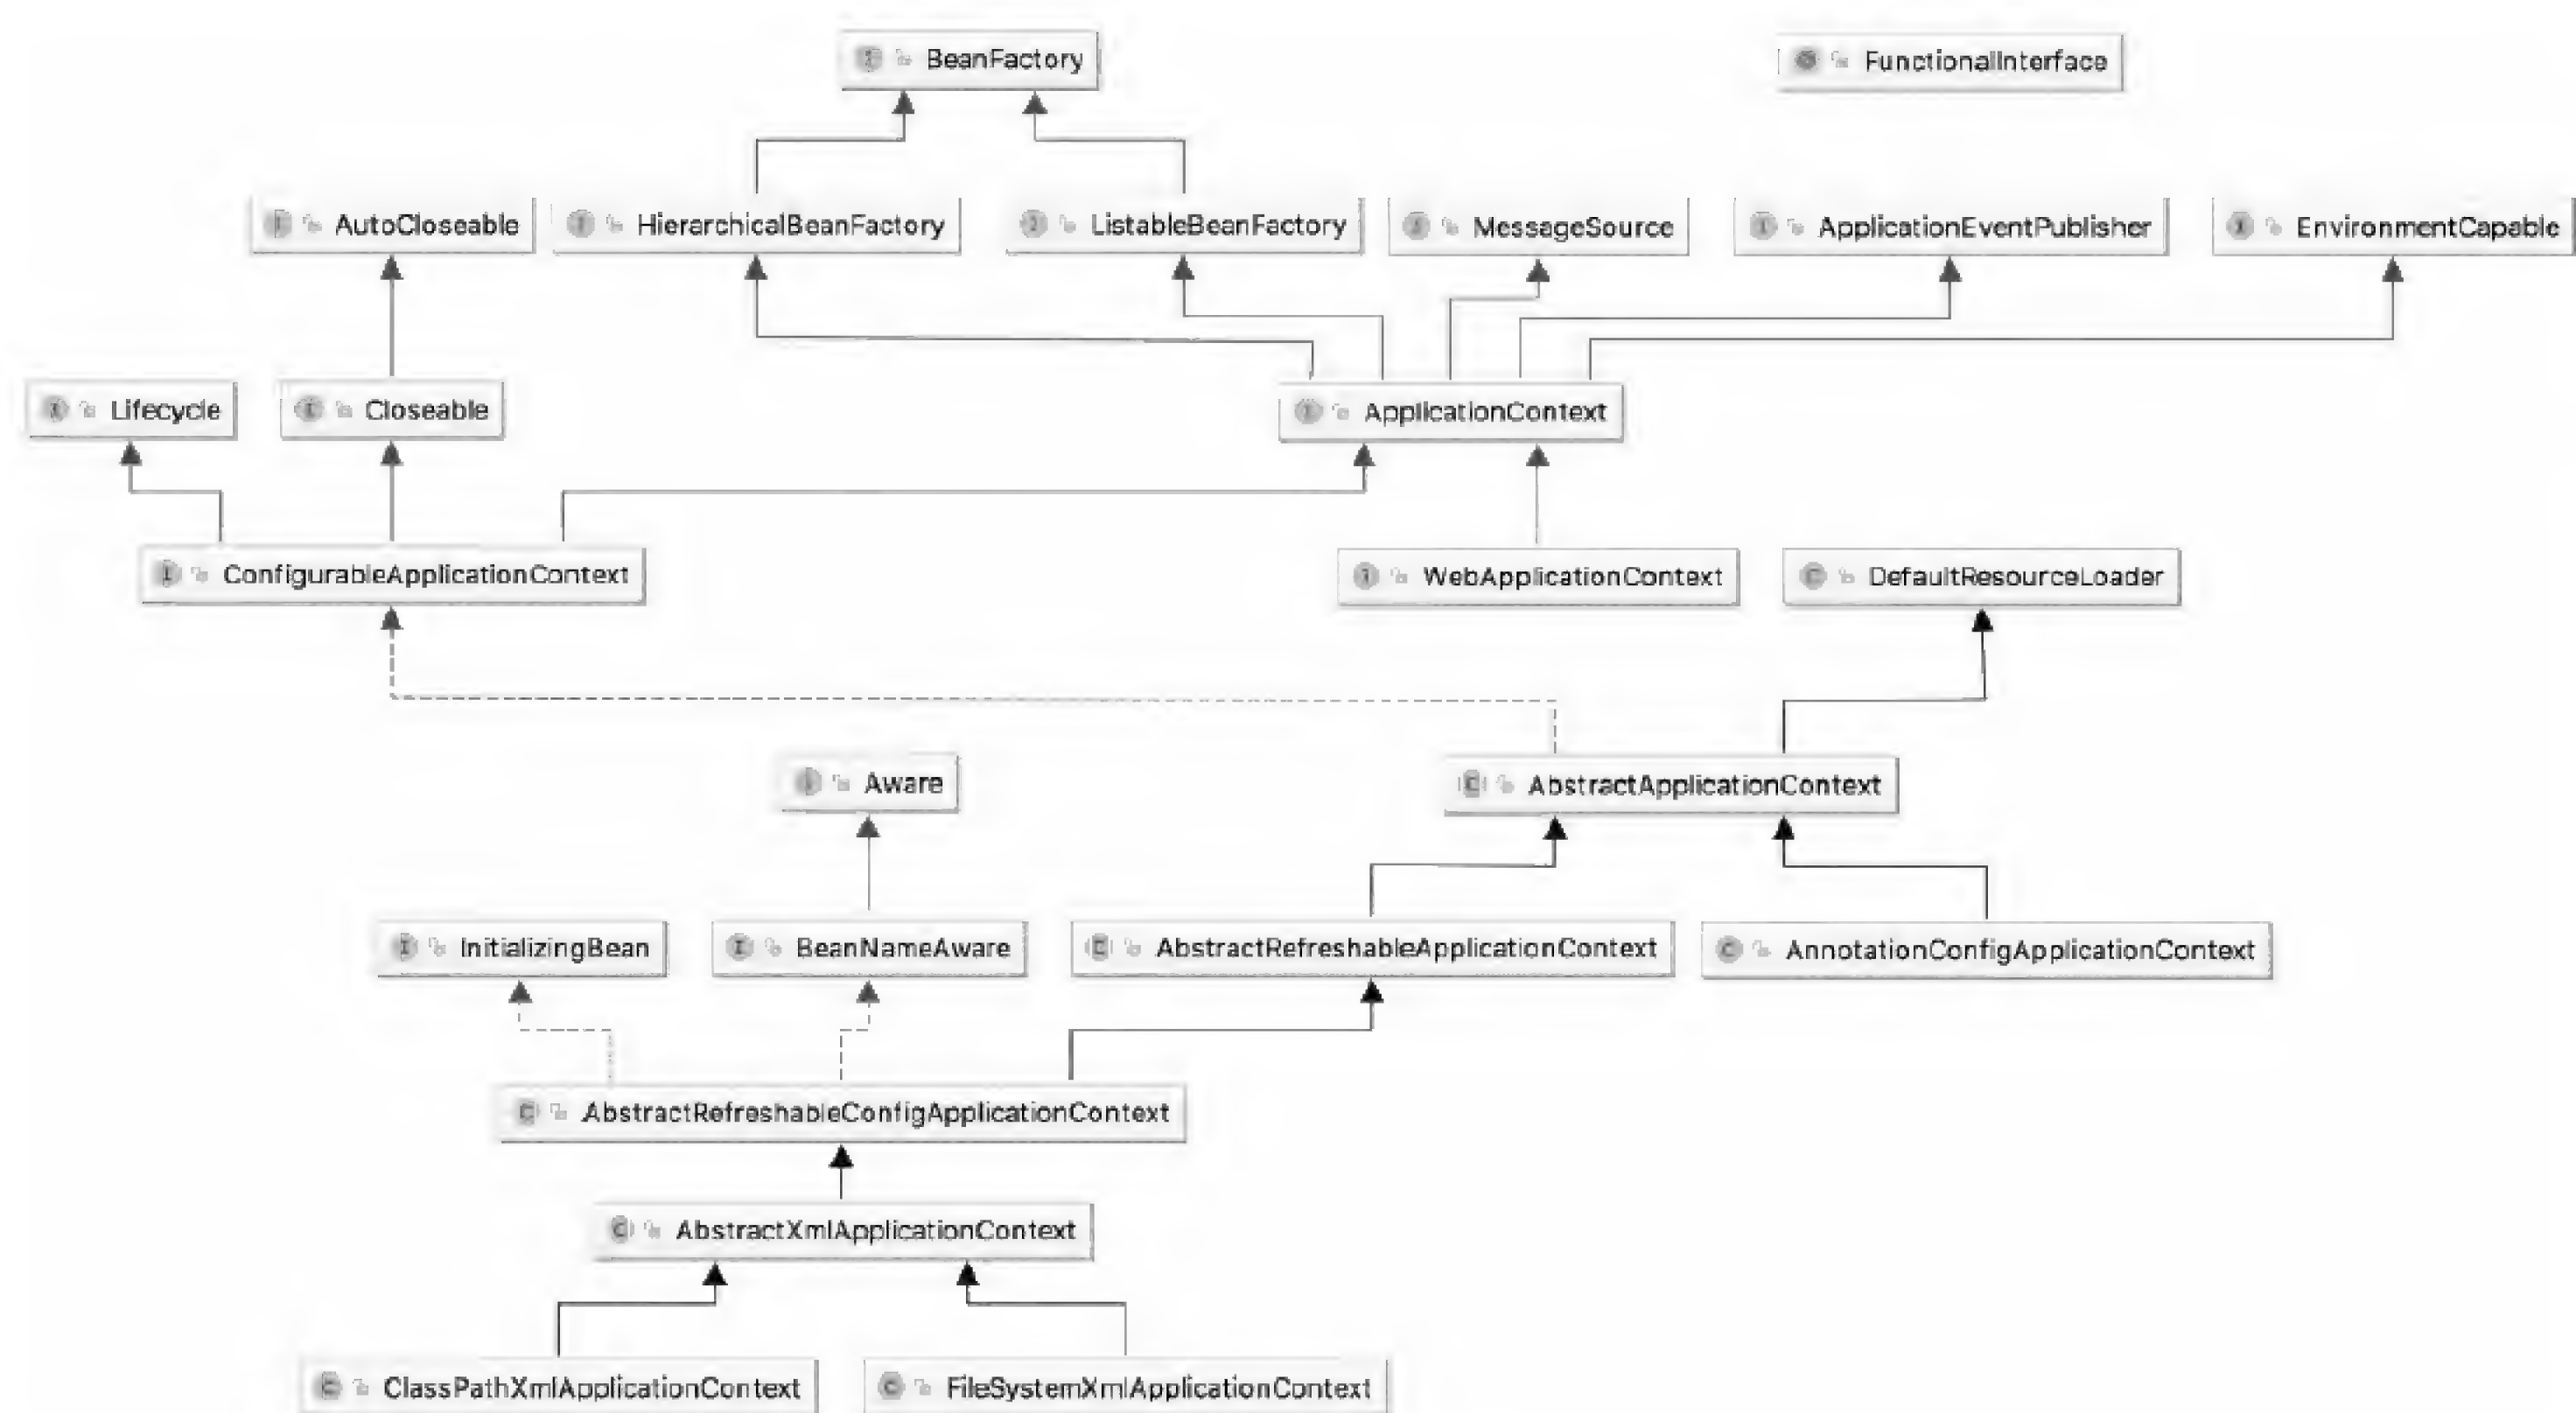 BeanFactory
FunctionalInterface
AutoCloseable
HierarchicalBeanFactory
ListableBeanFactory
MessageSource
ApplicationEventPublisher
EnvironmentCapable
Lifecycle
Closeable
ApplicationContext
ConfigurableApplicationContext
WebApplicationContext
DefaultResourceLoader
Aware
AbstractApplicationContext
InitializingBean
BeanNameAware
AbstractRefreshableApplicationContext
AnnotationConfigApplicationContext
AbstractRefreshableConfigApplicationContext
AbstractXmlApplicationContext
ClassPathXmlApplicationContext
FileSystemXmlApplicationContext